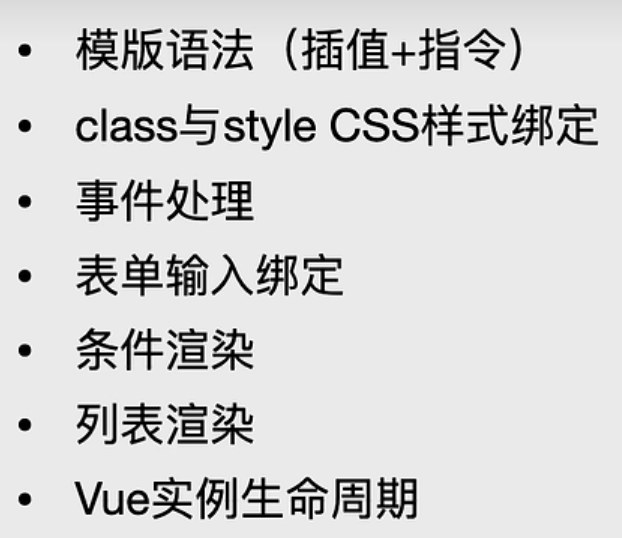 • 模版语法（插值+指令）
• class与style CSS样式绑定
• 事件处理
• 表单输入绑定
• 条件渲染
• 列表渲染
• Vue实例生命周期